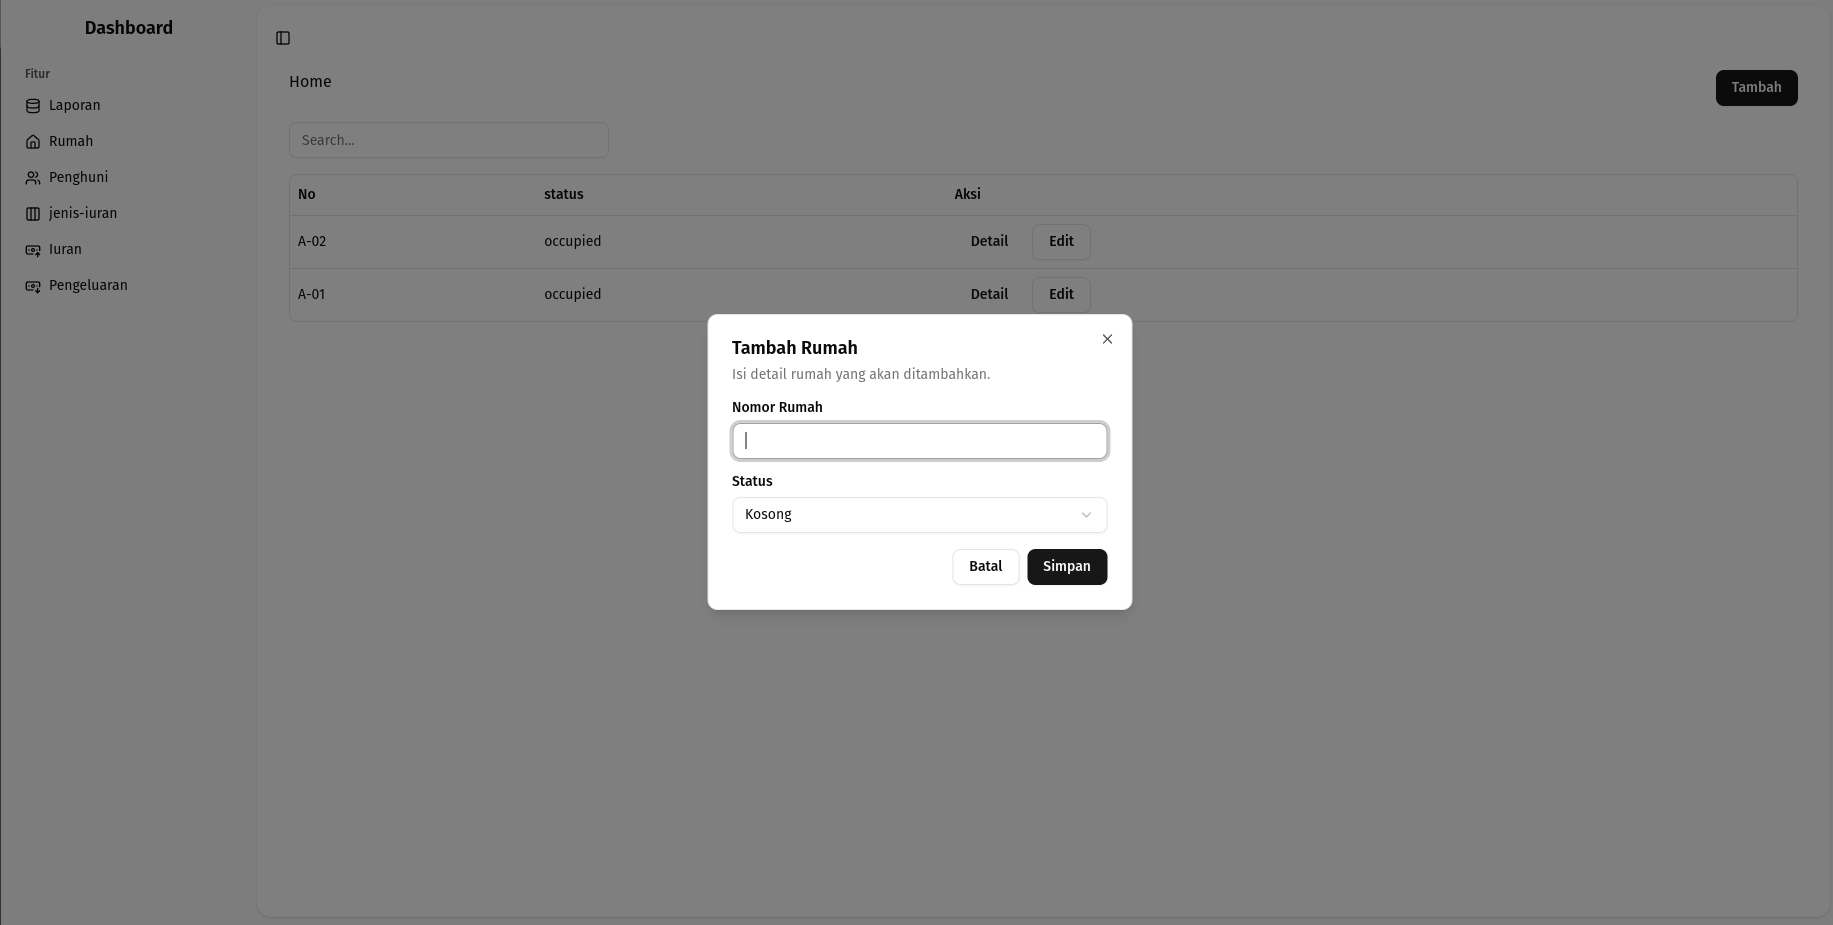 Dashboard
Fitur
Laporan
Rumah
Penghuni
jenis-iuran
Iuran
Pengeluaran
Home
Tambah
Search...
No status Aksi
A-02 occupied Detail Edit
A-01 occupied Detail Edit
Tambah Rumah
Isi detail rumah yang akan ditambahkan.
Nomor Rumah
Status
Kosong
Batal Simpan